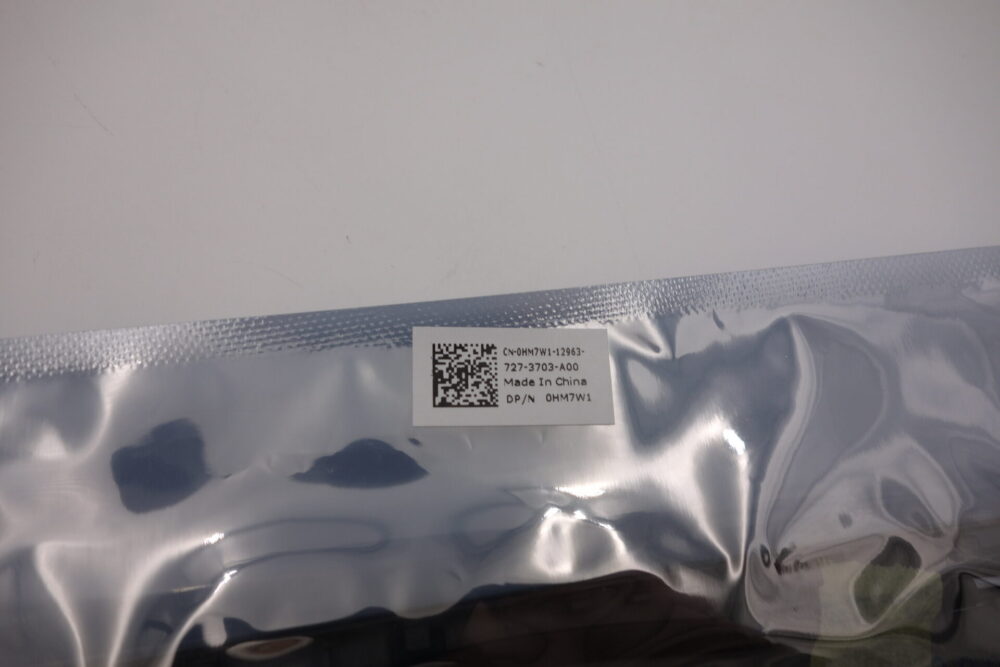 CN-0HM7W1-12963-
727-3703-A00
Made In China
DP/N 0HM7W1